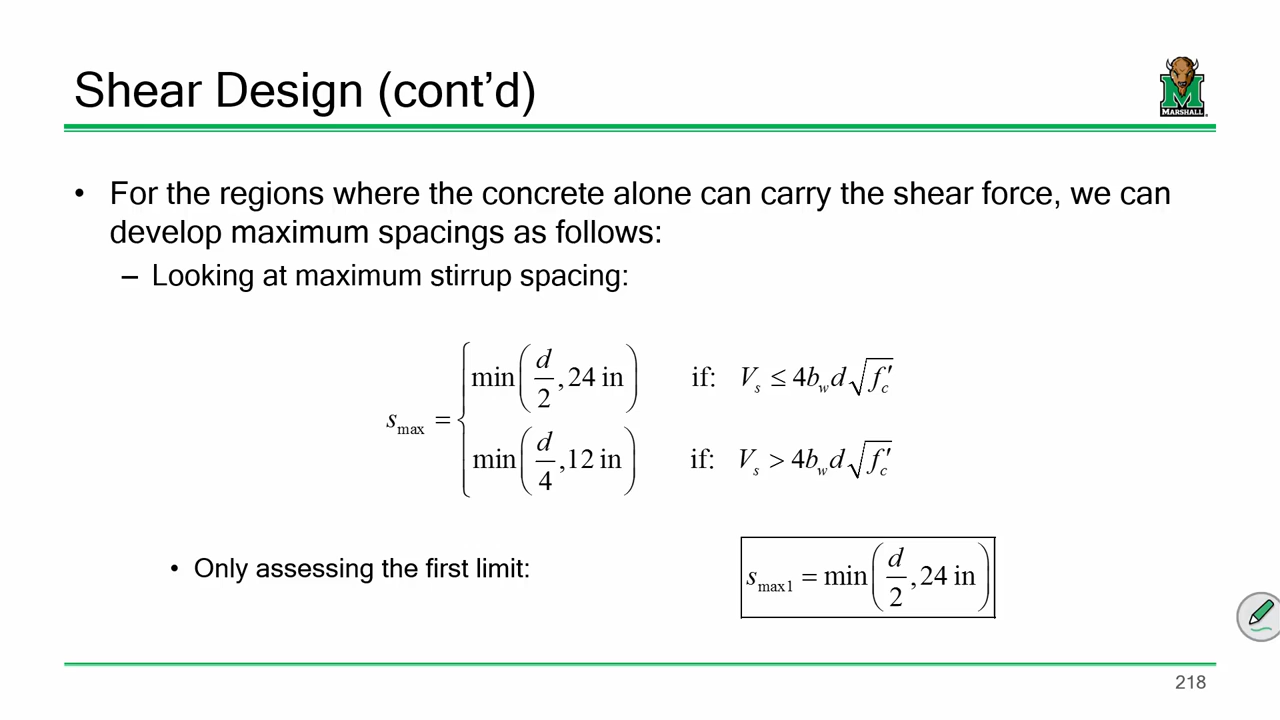 Shear Design (cont’d)
MARSHALL
• For the regions where the concrete alone can carry the shear force, we can
develop maximum spacings as follows:
– Looking at maximum stirrup spacing:
s_max = { min(d/2, 24 in) if: V_s ≤ 4b_w d√f′_c
min(d/4, 12 in) if: V_s > 4b_w d√f′_c
• Only assessing the first limit: s_max1 = min(d/2, 24 in)
218